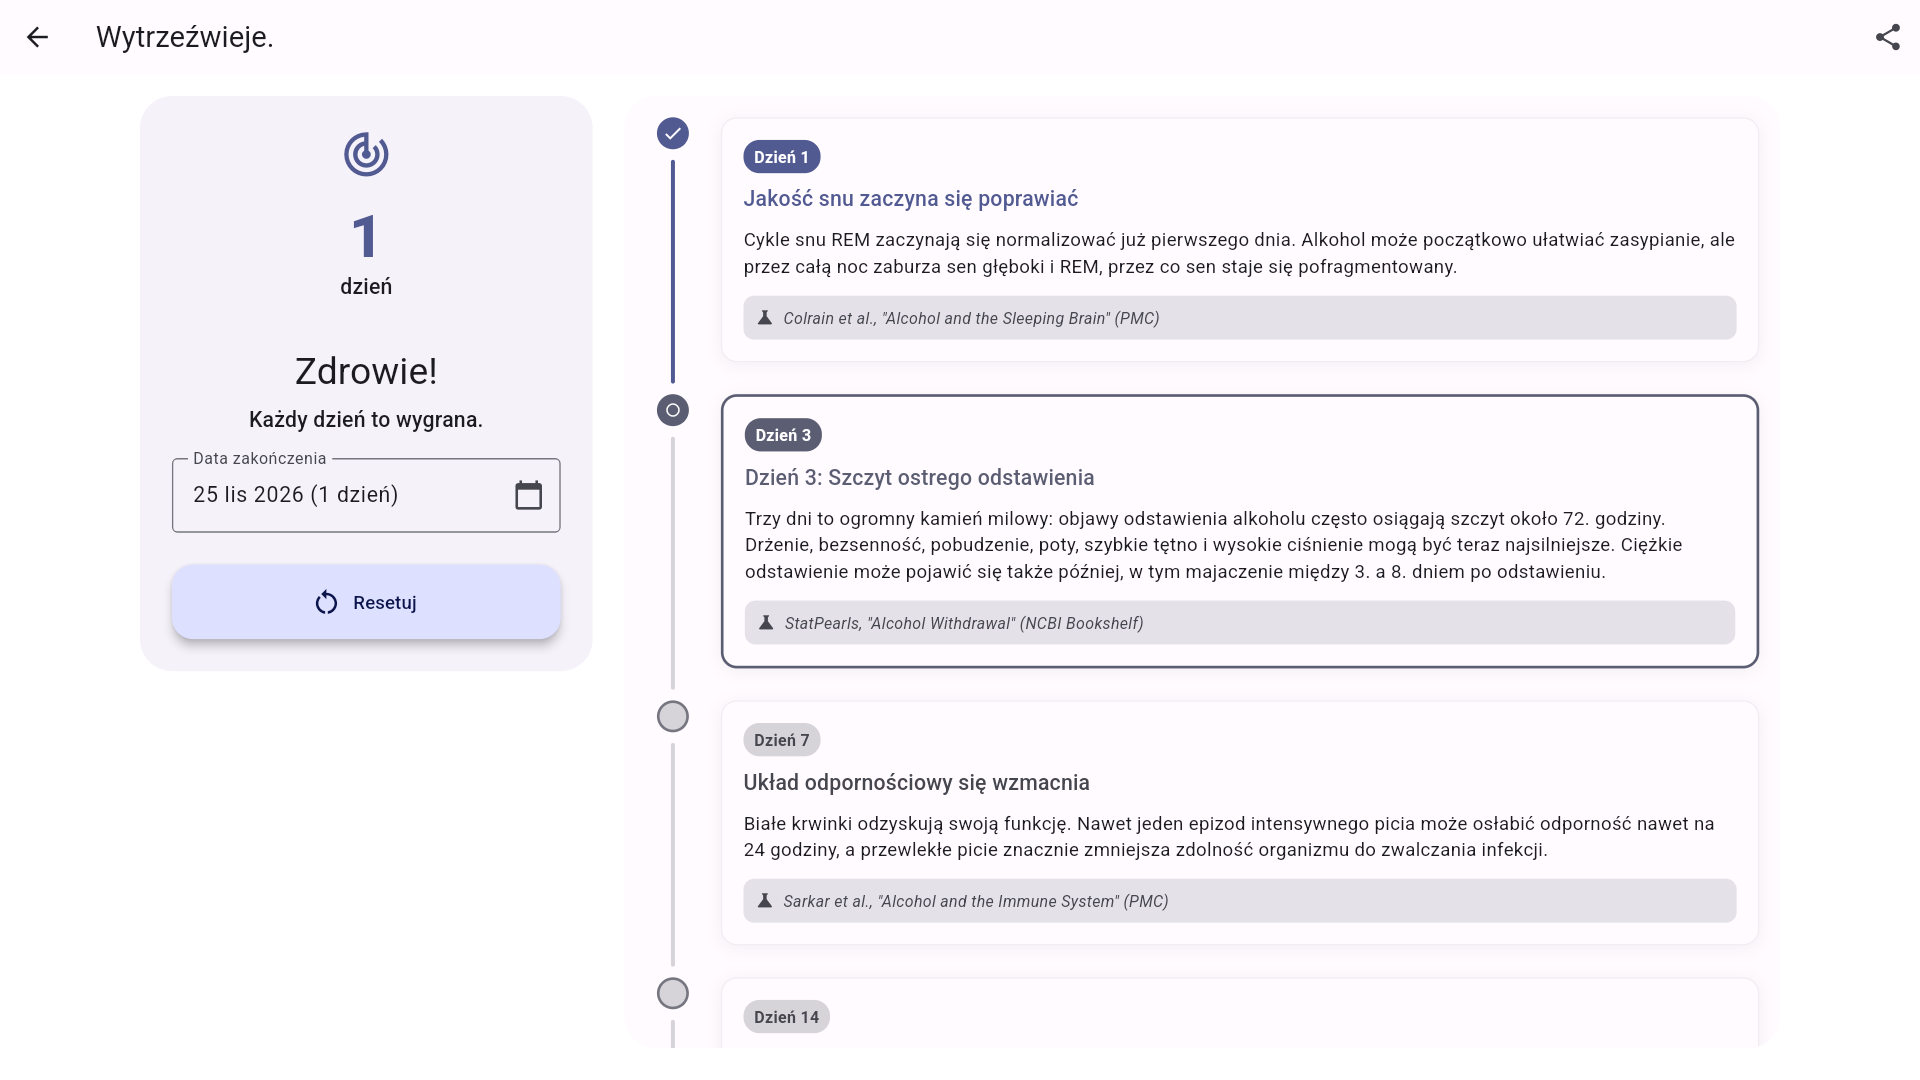 Wytrzeźwieje.
1
dzień
Zdrowie!
Każdy dzień to wygrana.
Data zakończenia
25 lis 2026 (1 dzień)
Resetuj
Dzień 1
Jakość snu zaczyna się poprawiać
Cykle snu REM zaczynają się normalizować już pierwszego dnia. Alkohol może początkowo ułatwiać zasypianie, ale
przez całą noc zaburza sen głęboki i REM, przez co sen staje się pofragmentowany.
Colrain et al., "Alcohol and the Sleeping Brain" (PMC)
Dzień 3
Dzień 3: Szczyt ostrego odstawienia
Trzy dni to ogromny kamień milowy: objawy odstawienia alkoholu często osiągają szczyt około 72. godziny.
Drżenie, bezsenność, pobudzenie, poty, szybkie tętno i wysokie ciśnienie mogą być teraz najsilniejsze. Ciężkie
odstawienie może pojawić się także później, w tym majaczenie między 3. a 8. dniem po odstawieniu.
StatPearls, "Alcohol Withdrawal" (NCBI Bookshelf)
Dzień 7
Układ odpornościowy się wzmacnia
Białe krwinki odzyskują swoją funkcję. Nawet jeden epizod intensywnego picia może osłabić odporność nawet na
24 godziny, a przewlekłe picie znacznie zmniejsza zdolność organizmu do zwalczania infekcji.
Sarkar et al., "Alcohol and the Immune System" (PMC)
Dzień 14